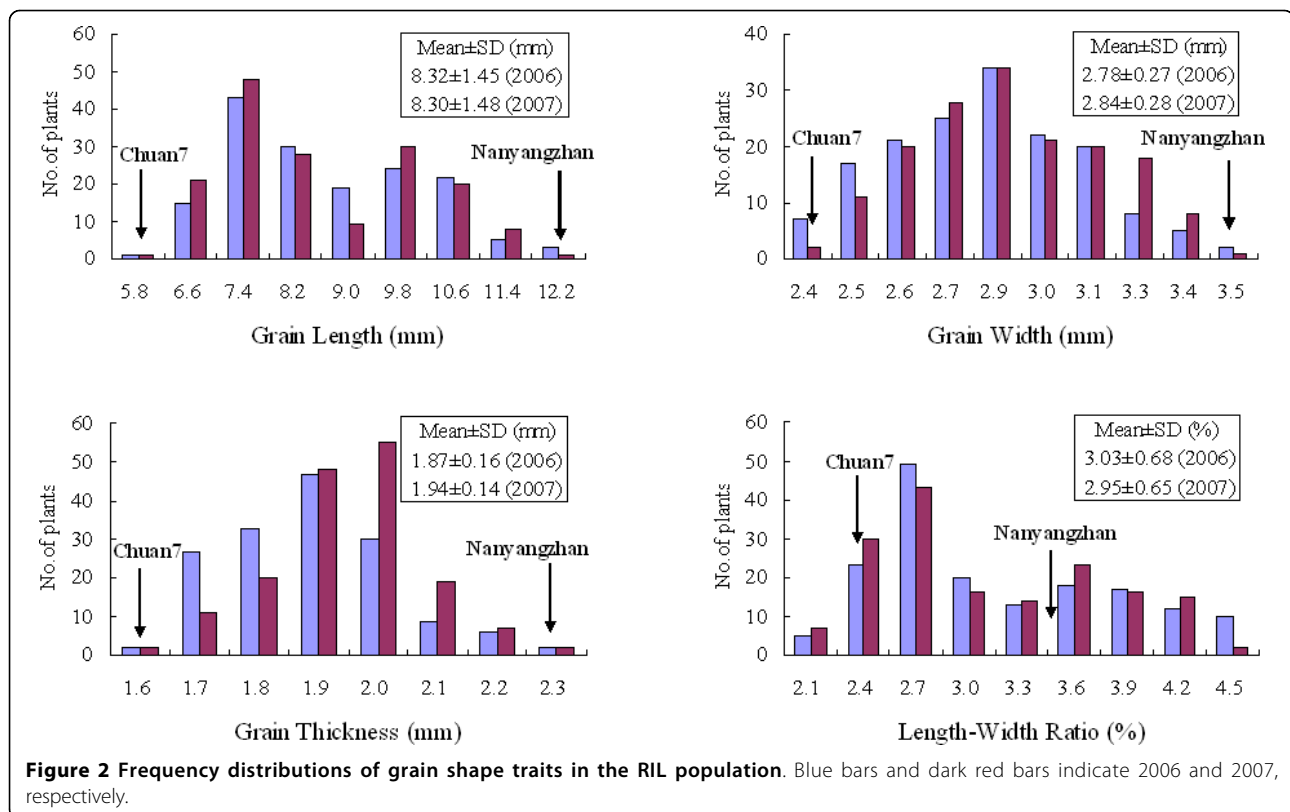 60
50
40
30
20
10
0
No. of plants
Mean±SD (mm)
8.32±1.45 (2006)
8.30±1.48 (2007)
Chuan7
Nanyangzhan
5.8 6.6 7.4 8.2 9.0 9.8 10.6 11.4 12.2
Grain Length (mm)
40
30
20
10
0
No. of plants
Mean±SD (mm)
2.78±0.27 (2006)
2.84±0.28 (2007)
Chuan7
Nanyangzhan
2.4 2.5 2.6 2.7 2.9 3.0 3.1 3.3 3.4 3.5
Grain Width (mm)
60
50
40
30
20
10
0
No. of plants
Mean±SD (mm)
1.87±0.16 (2006)
1.94±0.14 (2007)
Chuan7
Nanyangzhan
1.6 1.7 1.8 1.9 2.0 2.1 2.2 2.3
Grain Thickness (mm)
60
50
40
30
20
10
0
No. of plants
Mean±SD (%)
3.03±0.68 (2006)
2.95±0.65 (2007)
Chuan7
Nanyangzhan
2.1 2.4 2.7 3.0 3.3 3.6 3.9 4.2 4.5
Length-Width Ratio (%)
Figure 2 Frequency distributions of grain shape traits in the RIL population. Blue bars and dark red bars indicate 2006 and 2007,
respectively.